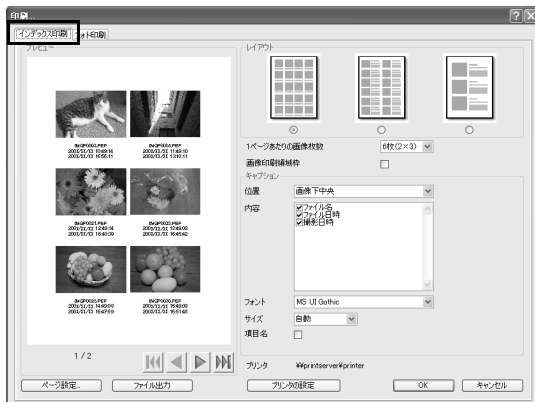 印刷...
インデックス印刷
フォト印刷
プレビュー
1 / 2
ページ設定...
ファイル出力
レイアウト
1ページあたりの画像枚数
6枚(2×3)
画像印刷領域枠
キャプション
位置
画像下中央
内容
ファイル名
ファイル日時
撮影日時
フォント
MS UI Gothic
サイズ
自動
項目名
プリンタ
¥¥printserver¥printer
プリンタの設定
OK
キャンセル